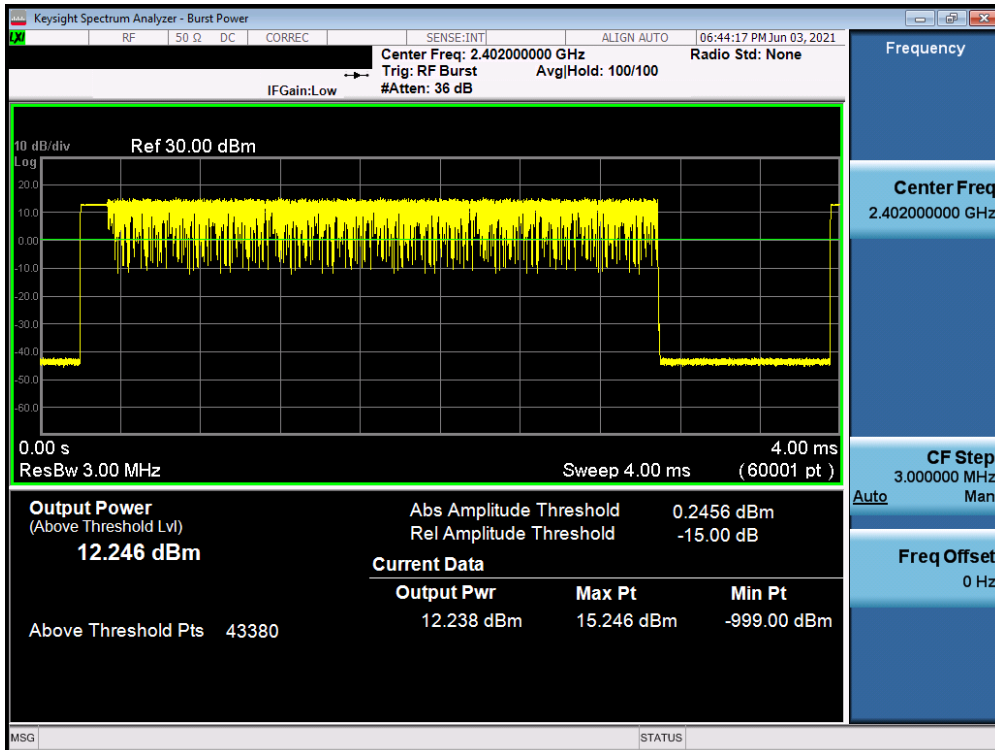 Keysight Spectrum Analyzer - Burst Power
LXI RF 50 Ω DC CORREC SENSE:INT ALIGN AUTO 06:44:17 PM Jun 03, 2021
Frequency
Center Freq: 2.402000000 GHz Radio Std: None
Trig: RF Burst Avg|Hold: 100/100
IFGain:Low #Atten: 36 dB
10 dB/div Ref 30.00 dBm
Log
20.0
10.0
0.00
-10.0
-20.0
-30.0
-40.0
-50.0
-60.0
0.00 s 4.00 ms
ResBw 3.00 MHz Sweep 4.00 ms (60001 pt)
Output Power
(Above Threshold Lvl)
12.246 dBm
Above Threshold Pts 43380
Abs Amplitude Threshold 0.2456 dBm
Rel Amplitude Threshold -15.00 dB
Current Data
Output Pwr Max Pt Min Pt
12.238 dBm 15.246 dBm -999.00 dBm
Center Freq
2.402000000 GHz
CF Step
3.000000 MHz
Auto Man
Freq Offset
0 Hz
MSG STATUS